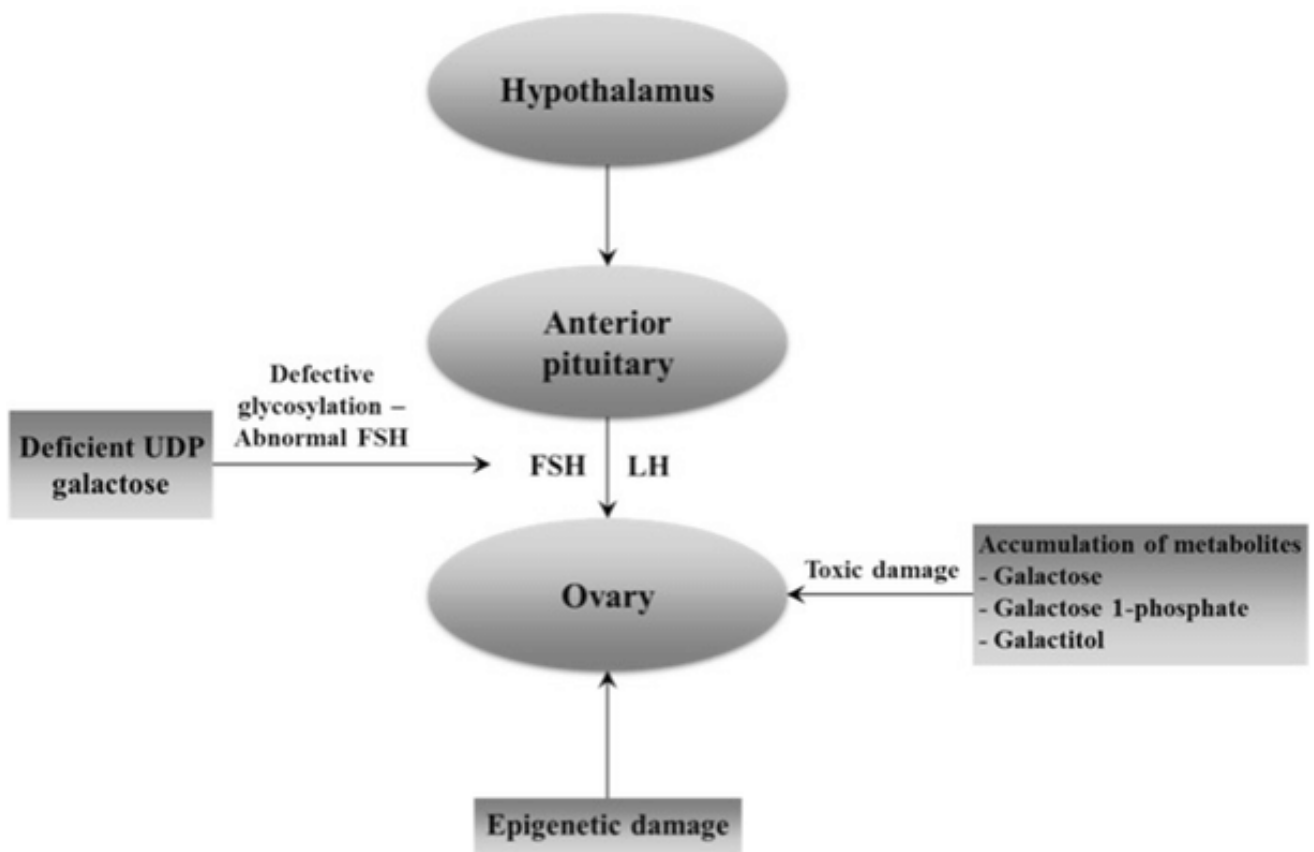 Hypothalamus
Anterior
pituitary
Defective
glycosylation –
Abnormal FSH
Deficient UDP
galactose
FSH
LH
Accumulation of metabolites
- Galactose
- Galactose 1-phosphate
- Galactitol
Toxic damage
Ovary
Epigenetic damage